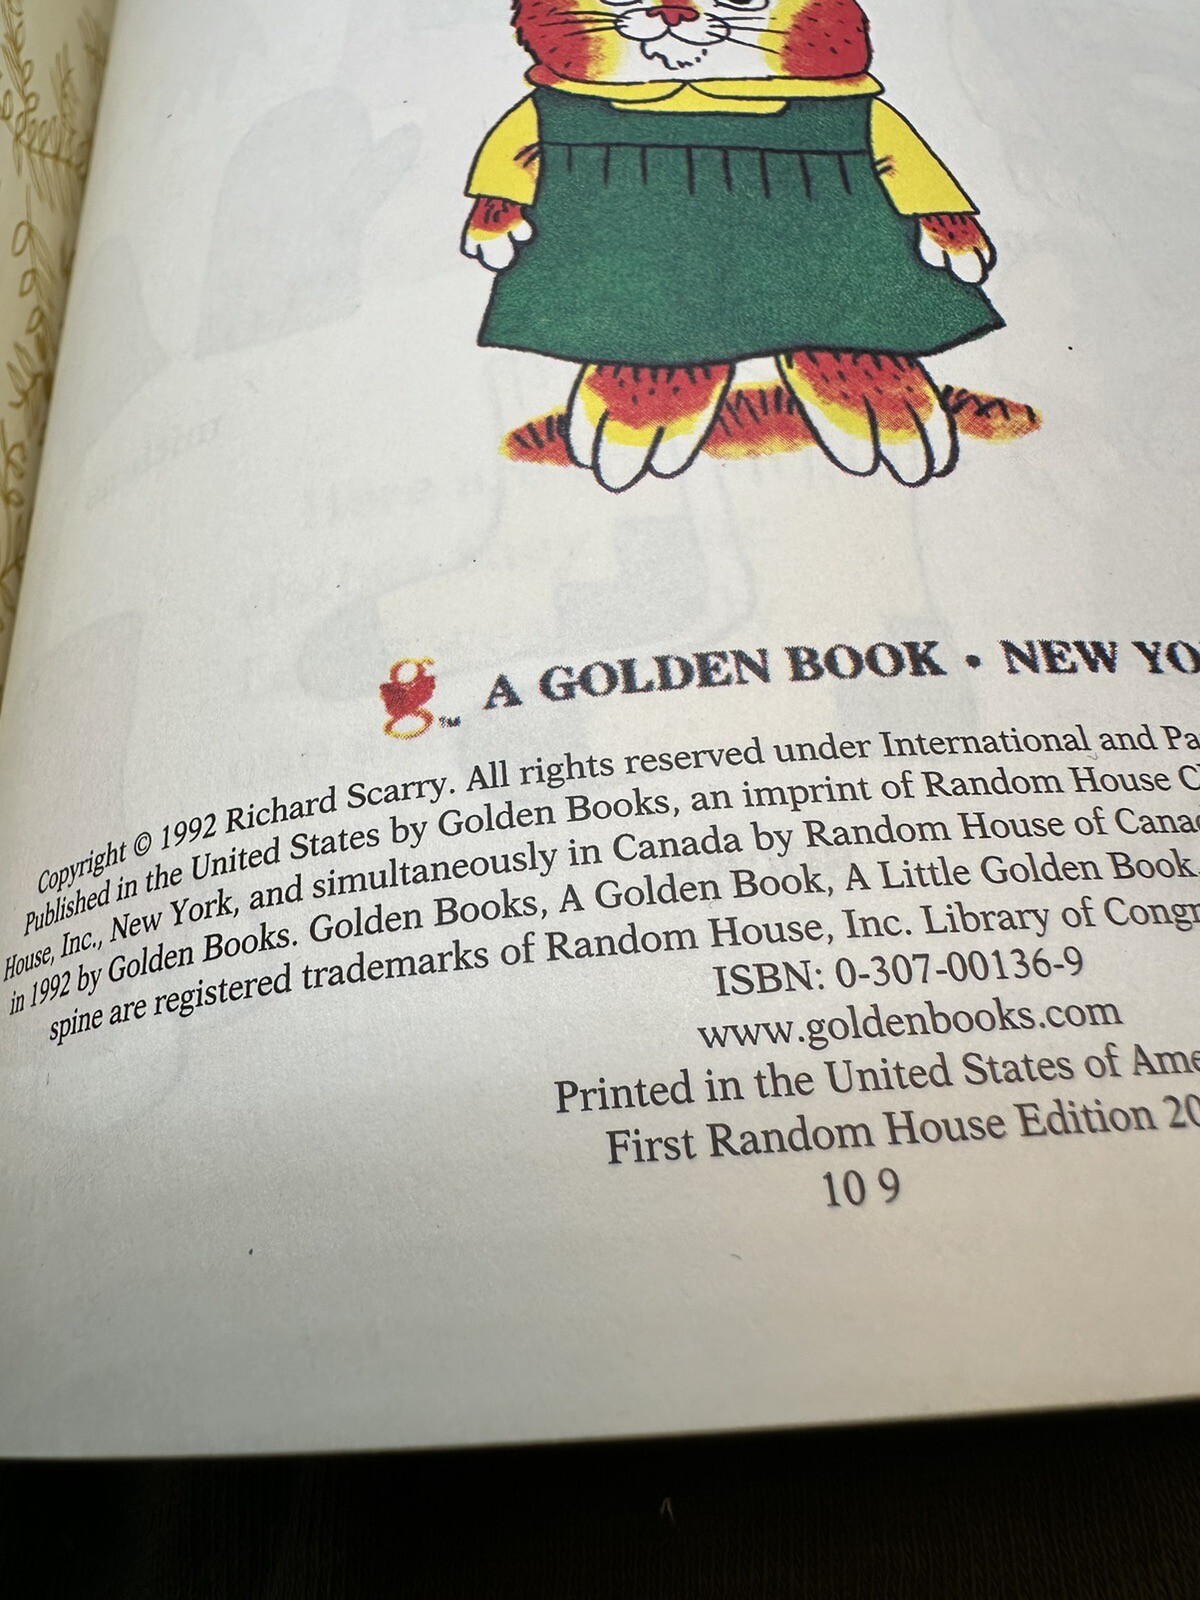 A GOLDEN BOOK • NEW YO
Copyright © 1992 Richard Scarry. All rights reserved under International and Pa
Published in the United States by Golden Books, an imprint of Random House C
House, Inc., New York, and simultaneously in Canada by Random House of Cana
in 1992 by Golden Books. Golden Books, A Golden Book, A Little Golden Book,
spine are registered trademarks of Random House, Inc. Library of Congr
ISBN: 0-307-00136-9
www.goldenbooks.com
Printed in the United States of Ame
First Random House Edition 20
10 9